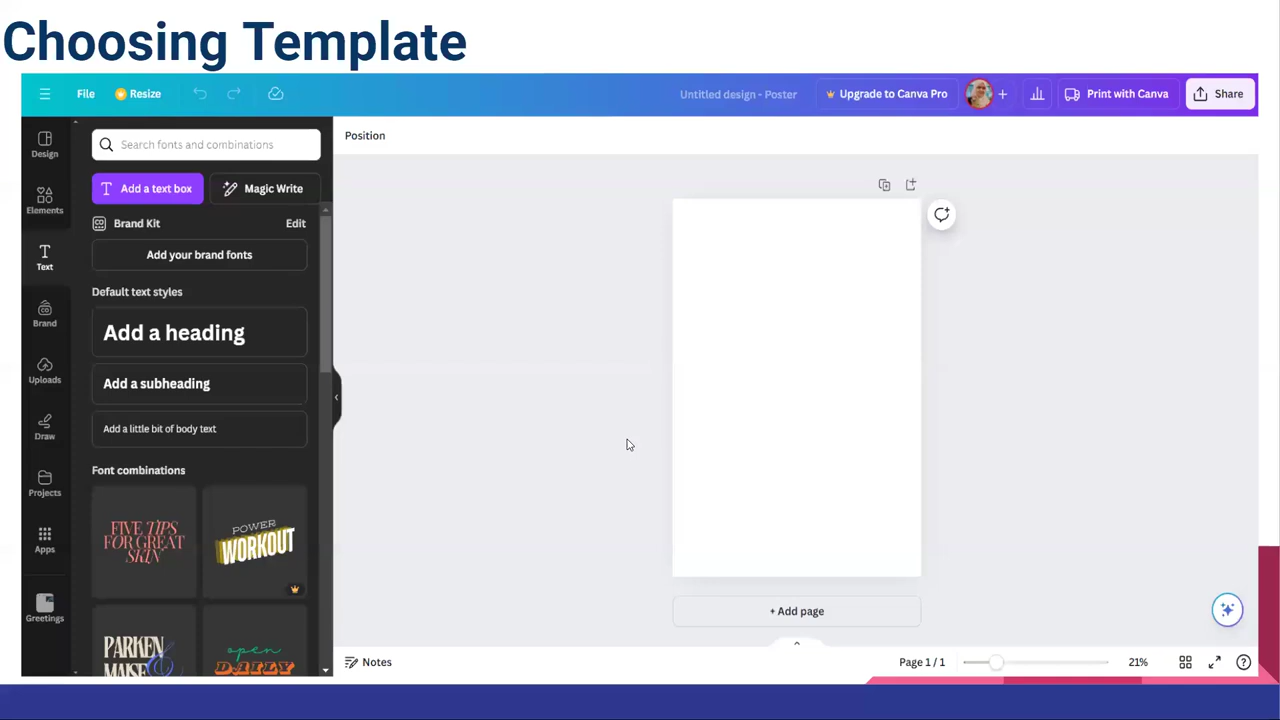 Choosing Template
File
Resize
Untitled design - Poster
Upgrade to Canva Pro
Print with Canva
Share
Design
Elements
Text
Brand
Uploads
Draw
Projects
Apps
Greetings
Search fonts and combinations
T Add a text box
Magic Write
Brand Kit
Edit
Add your brand fonts
Default text styles
Add a heading
Add a subheading
Add a little bit of body text
Font combinations
FIVE TIPS
FOR GREAT
SKIN
POWER
WORKOUT
PARKEN
MAISE
&
open
DAILY
Position
+ Add page
Notes
Page 1 / 1
21%